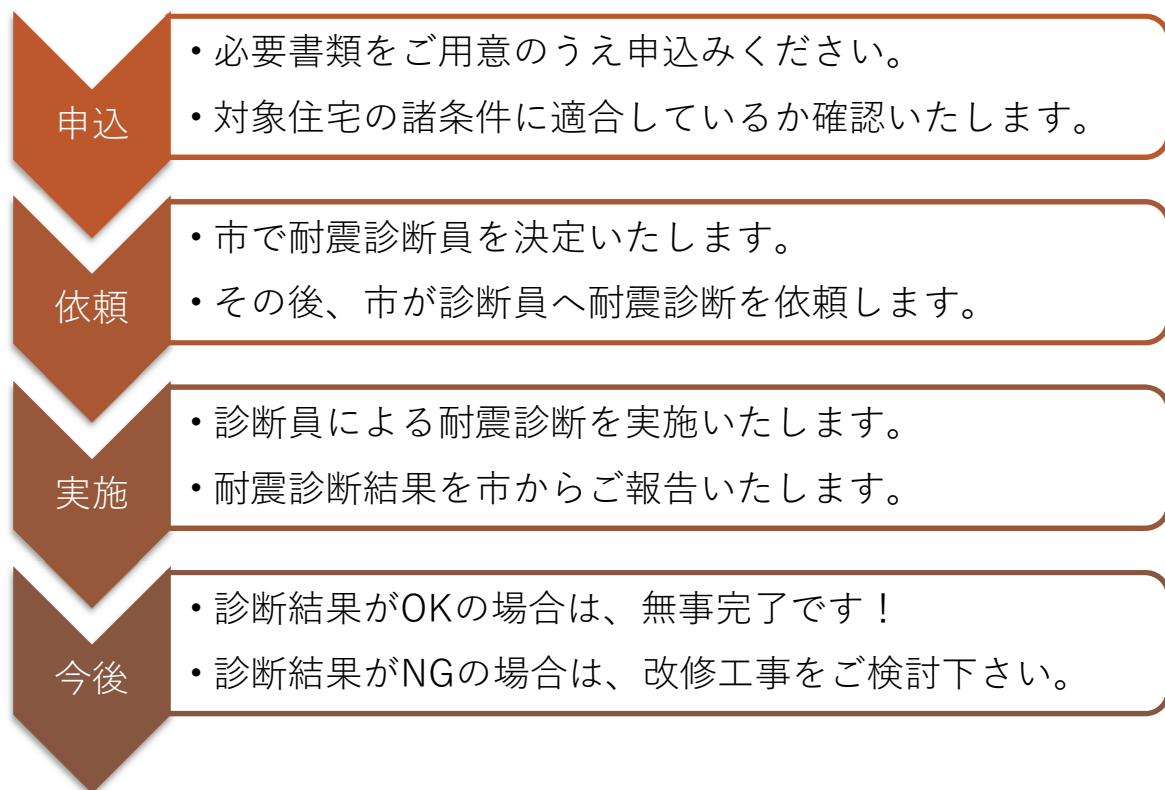 申込
• 必要書類をご用意のうえ申込みください。
• 対象住宅の諸条件に適合しているか確認いたします。
依頼
• 市で耐震診断員を決定いたします。
• その後、市が診断員へ耐震診断を依頼します。
実施
• 診断員による耐震診断を実施いたします。
• 耐震診断結果を市からご報告いたします。
今後
• 診断結果がOKの場合は、無事完了です！
• 診断結果がNGの場合は、改修工事をご検討下さい。